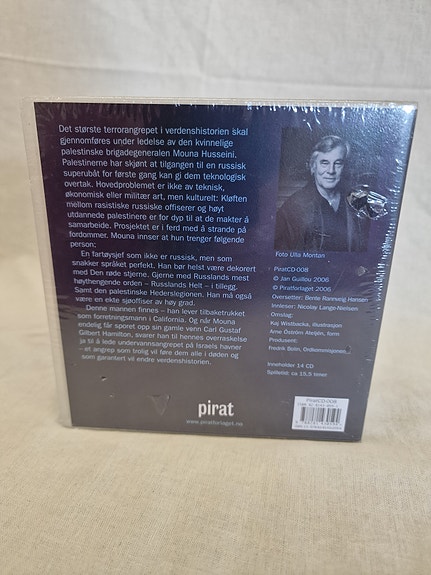 Det største terrorangrepet i verdenshistorien skal
gjennomføres under ledelse av den kvinnelige
palestinske brigadegeneralen Mouna Husseini.
Palestinerne har skjønt at tilgangen til en russisk
superubåt for første gang kan gi dem teknologisk
overtak. Hovedproblemet er ikke av teknisk,
økonomisk eller militær art, men kulturelt: Kløften
mellom rasistiske russiske offiserer og høyt
utdannede palestinere er for dyp til at de makter å
samarbeide. Prosjektet er i ferd med å strande på
fordommer. Mouna innser at hun trenger følgende
person;
En fartøysjef som ikke er russisk, men som
snakker språket perfekt. Han bør helst være dekorert
med Den røde stjerne. Gjerne med Russlands mest
høythengende orden – Russlands Helt – i tillegg.
Samt den palestinske Hederslegionen. Han må også
være en ekte sjøoffiser av høy grad.
Denne mannen finnes – han lever tilbaketrukket
som forretningsmann i California. Og når Mouna
endelig får sporet opp sin gamle venn Carl Gustaf
Gilbert Hamilton, svarer han til hennes overraskelse
ja til å lede undervannsangrepet på Israels havner
– et angrep som trolig vil føre dem alle i døden og
som garantert vil endre verdenshistorien.
Foto Ulla Montan
PiratCD-008
© Jan Guillou 2006
© Piratforlaget 2006
Oversetter: Bente Rannveig Hansen
Innleser: Nicolay Lange-Nielsen
Omslag:
Kaj Wistbacka, illustrasjon
Arne Öström Ateljén, form
Produsent:
Fredrik Bolin,
Inneholder 14 CD
Spilletid: ca 15,5 timer
pirat
www.piratforlaget.no
PiratCD-008